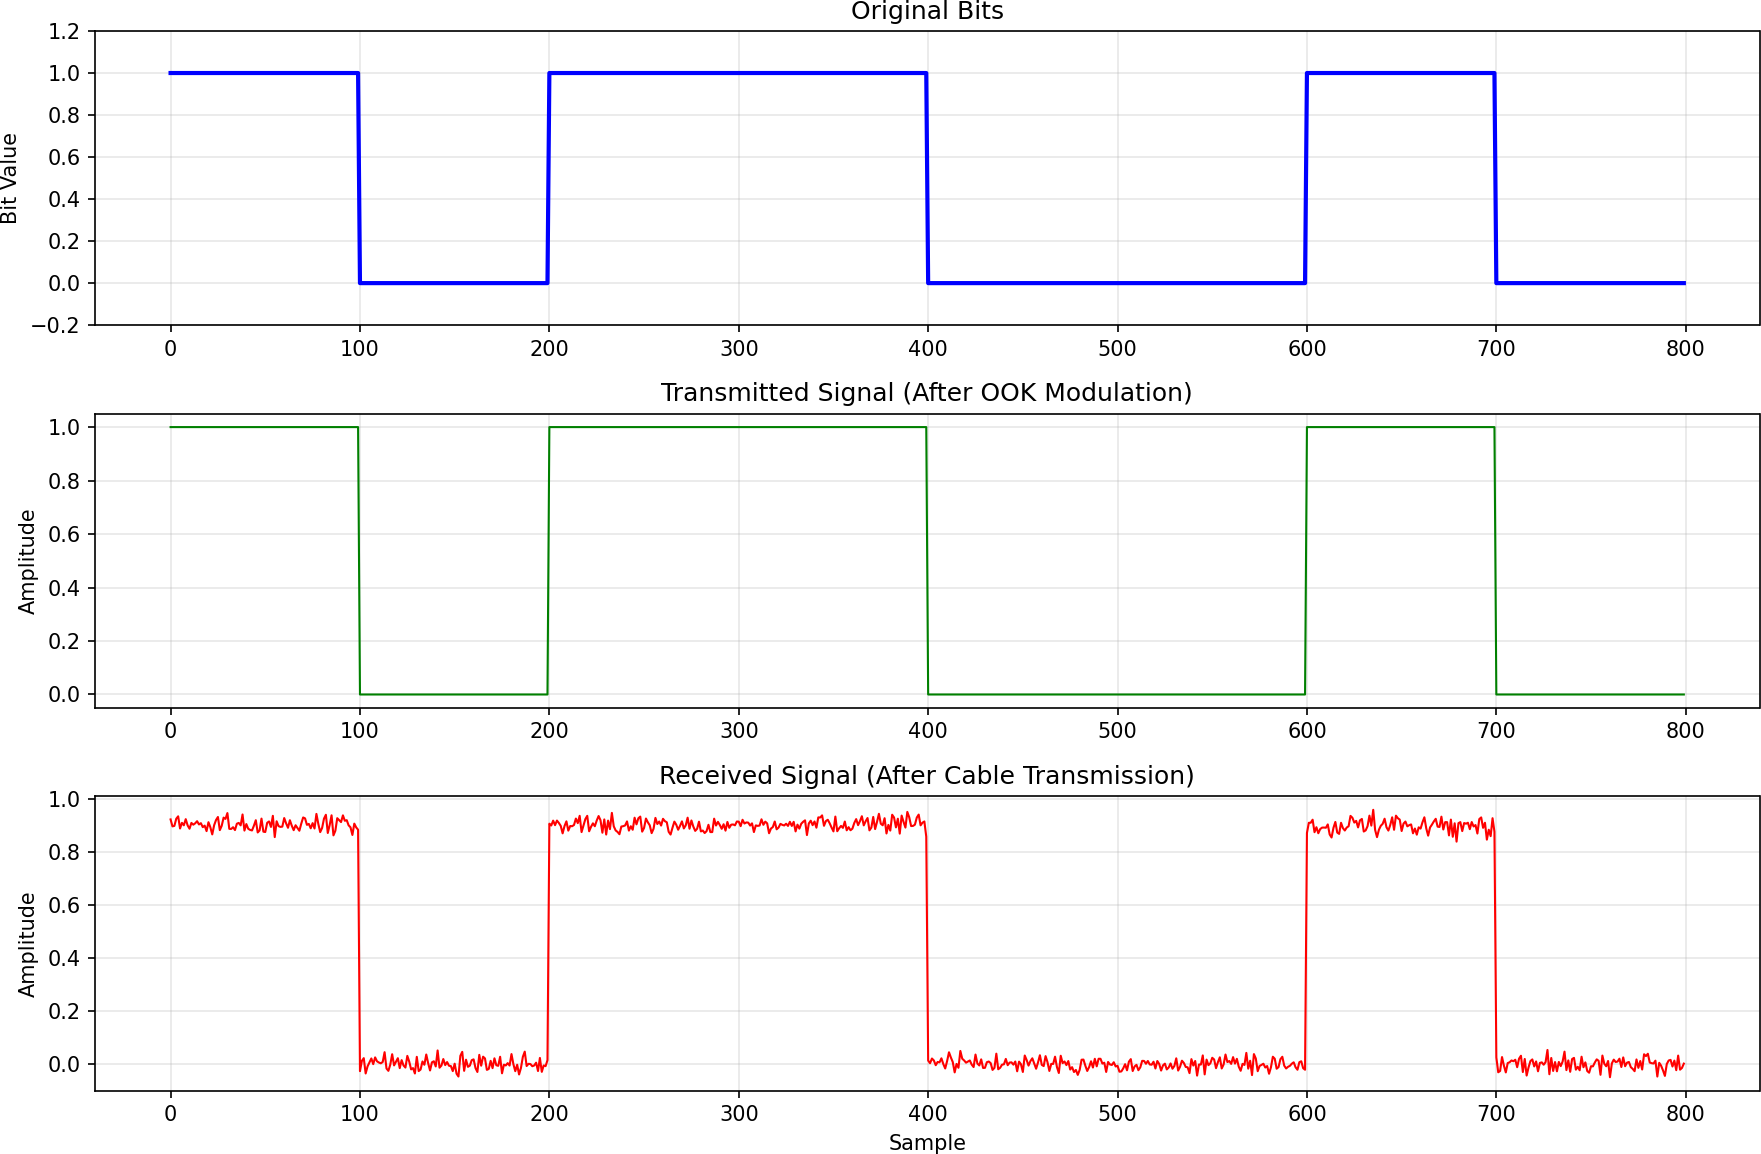 Original Bits
Bit Value
1.2
1.0
0.8
0.6
0.4
0.2
0.0
−0.2
0 100 200 300 400 500 600 700 800
Transmitted Signal (After OOK Modulation)
Amplitude
1.0
0.8
0.6
0.4
0.2
0.0
0 100 200 300 400 500 600 700 800
Received Signal (After Cable Transmission)
Amplitude
1.0
0.8
0.6
0.4
0.2
0.0
0 100 200 300 400 500 600 700 800
Sample